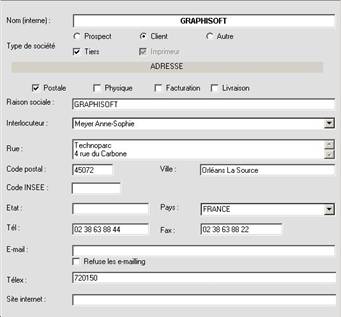 Nom (interne) : GRAPHISOFT
Type de société
Prospect Client Autre
Tiers Imprimeur
ADRESSE
Postale Physique Facturation Livraison
Raison sociale : GRAPHISOFT
Interlocuteur : Meyer Anne-Sophie
Rue : Technoparc
4 rue du Carbone
Code postal : 45072 Ville : Orléans La Source
Code INSEE :
Etat : Pays : FRANCE
Tél : 02 38 63 88 44 Fax : 02 38 63 88 22
E-mail :
Refuse les e-mailling
Télex : 720150
Site internet :